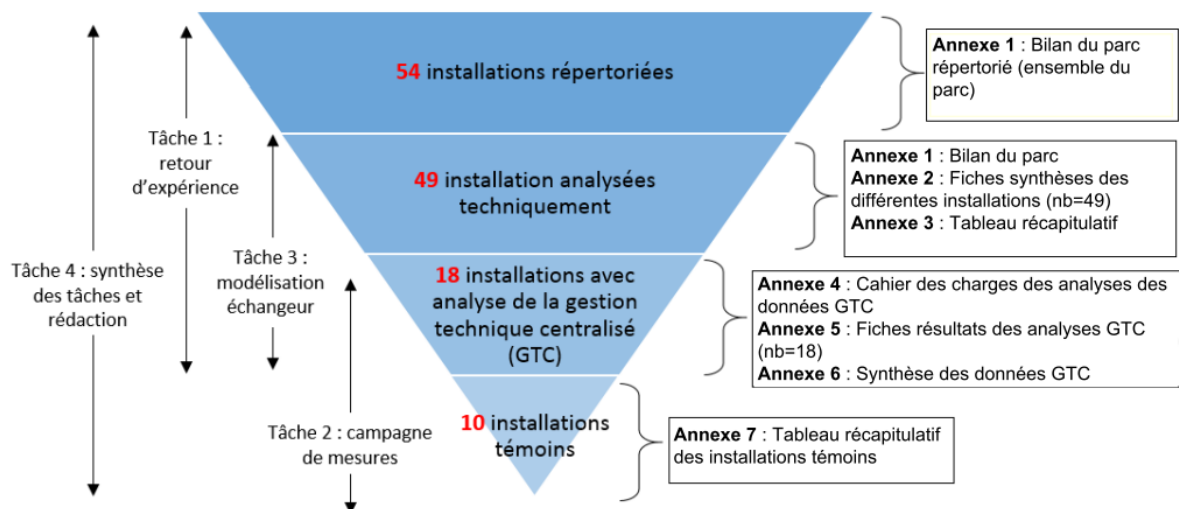 54 installations répertoriées
Annexe 1 : Bilan du parc
répertorié (ensemble du
parc)
Tâche 1 :
retour
d'expérience
49 installation analysées
techniquement
Annexe 1 : Bilan du parc
Annexe 2 : Fiches synthèses des
différentes installations (nb=49)
Annexe 3 : Tableau récapitulatif
Tâche 4 : synthèse
des tâches et
rédaction
Tâche 3 :
modélisation
échangeur
18 installations avec
analyse de la gestion
technique centralisé
(GTC)
Annexe 4 : Cahier des charges des analyses des
données GTC
Annexe 5 : Fiches résultats des analyses GTC
(nb=18)
Annexe 6 : Synthèse des données GTC
Tâche 2 : campagne
de mesures
10 installations
témoins
Annexe 7 : Tableau récapitulatif
des installations témoins